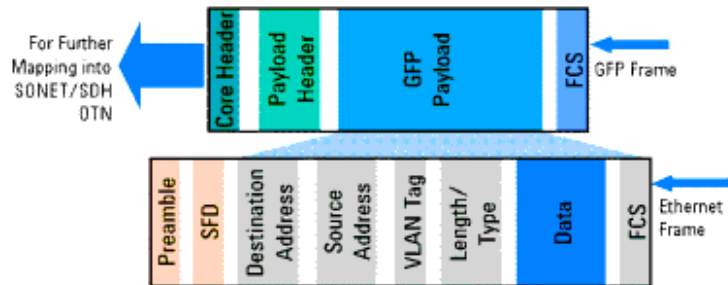 For Further
Mapping into
SONET/SDH
OTN
Core Header
Payload
Header
GFP
Payload
FCS
GFP Frame
Preamble
SFD
Destination
Address
Source
Address
VLAN Tag
Length/
Type
Data
FCS
Ethernet
Frame